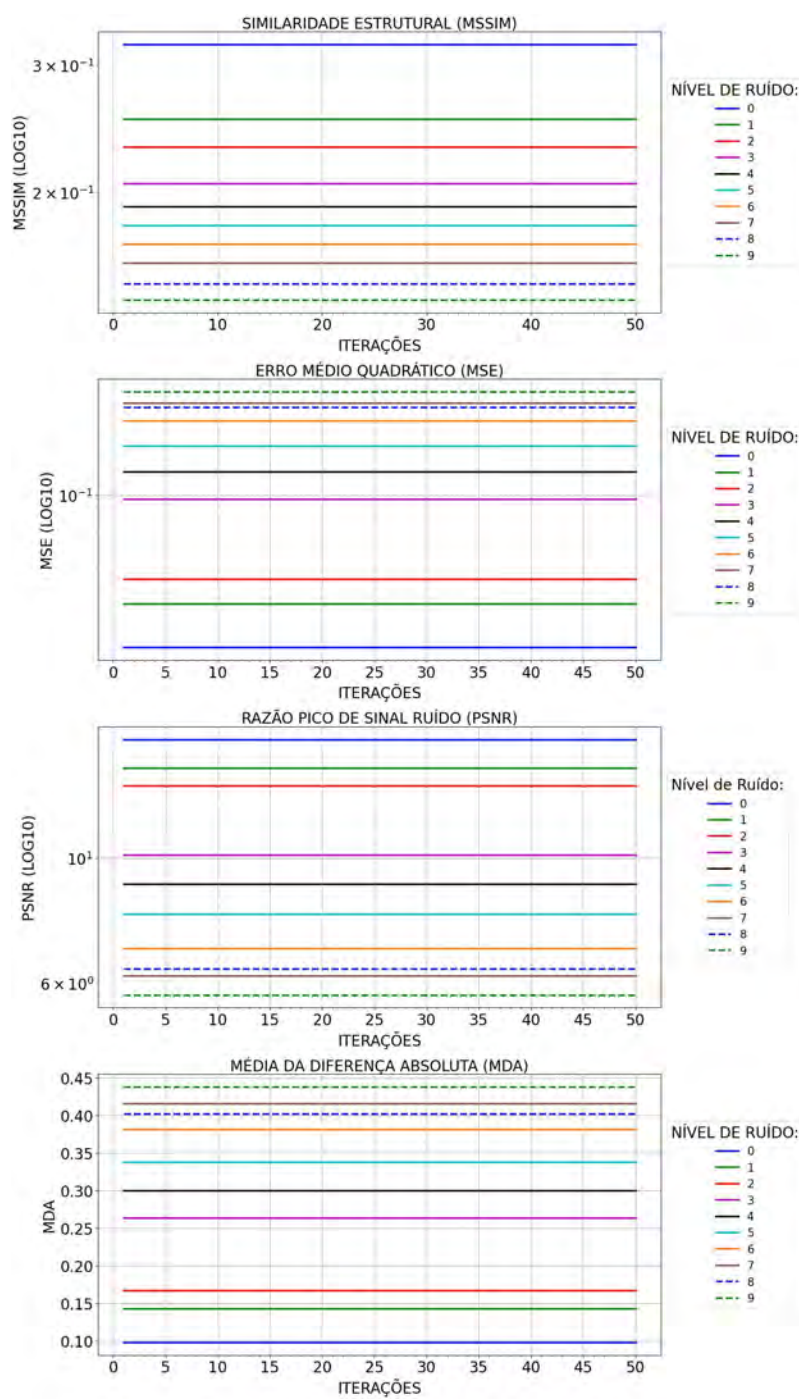 SIMILARIDADE ESTRUTURAL (MSSIM)
3 × 10⁻¹
2 × 10⁻¹
MSSIM (LOG10)
0 5 10 20 30 40 50
ITERAÇÕES
NÍVEL DE RUÍDO:
0
1
2
3
4
5
6
7
8
9
ERRO MÉDIO QUADRÁTICO (MSE)
10⁻¹
MSE (LOG10)
0 5 10 15 20 25 30 35 40 45 50
ITERAÇÕES
NÍVEL DE RUÍDO:
0
1
2
3
4
5
6
7
8
9
RAZÃO PICO DE SINAL RUÍDO (PSNR)
10¹
6 × 10⁰
PSNR (LOG10)
0 5 10 15 20 25 30 35 40 45 50
ITERAÇÕES
Nível de Ruído:
0
1
2
3
4
5
6
7
8
9
MÉDIA DA DIFERENÇA ABSOLUTA (MDA)
0.45
0.40
0.35
0.30
0.25
0.20
0.15
0.10
MDA
0 5 10 15 20 25 30 35 40 45 50
ITERAÇÕES
NÍVEL DE RUÍDO:
0
1
2
3
4
5
6
7
8
9